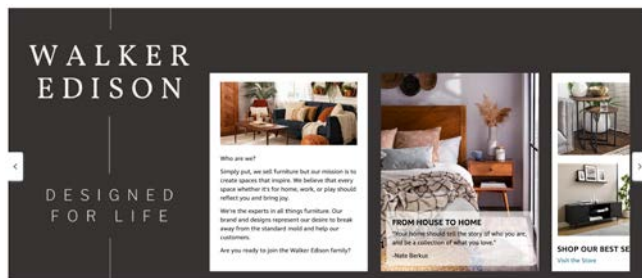 WALKER
EDISON
DESIGNED
FOR LIFE
Who are we?
Simply put, we sell furniture but our mission is to
create spaces that inspire. We believe that every
space whether it's for home, work, or play should
reflect you and bring joy.
We're the experts in all things furniture. Our
brand and designs represent our desire to break
away from the standard mold and help our
customers.
Are you ready to join the Walker Edison family?
FROM HOUSE TO HOME
"Your home should tell the story of who you are,
and be a collection of what you love."
-Nate Berkus
SHOP OUR BEST SE
Visit the Store